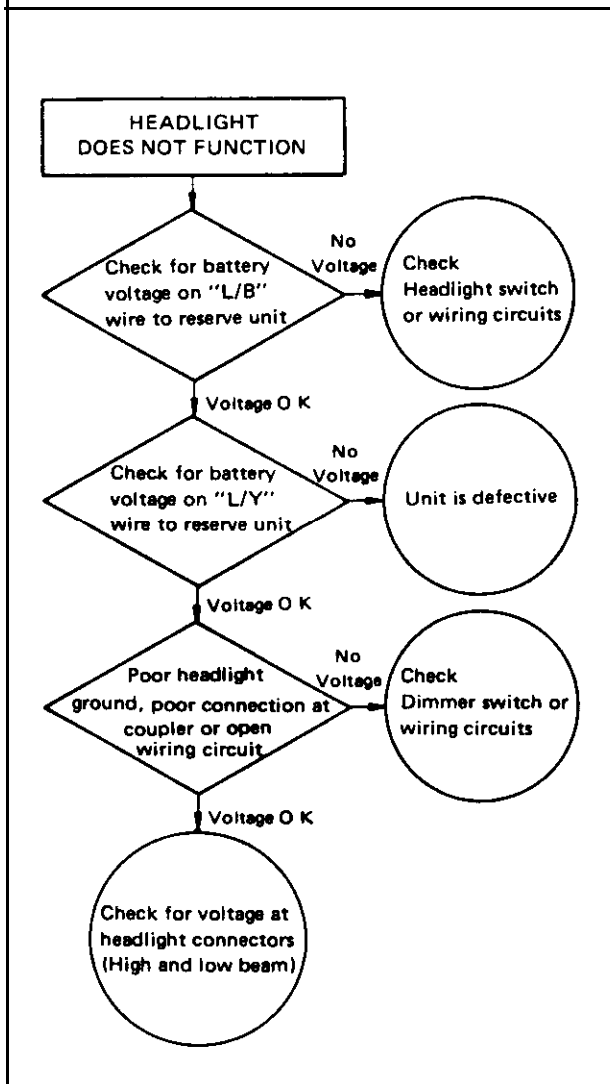 HEADLIGHT
DOES NOT FUNCTION
Check for battery
voltage on "L/B"
wire to reserve unit
No
Voltage
Check
Headlight switch
or wiring circuits
Voltage O K
Check for battery
voltage on "L/Y"
wire to reserve unit
No
Voltage
Unit is defective
Voltage O K
Poor headlight
ground, poor connection at
coupler or open
wiring circuit
No
Voltage
Check
Dimmer switch or
wiring circuits
Voltage O K
Check for voltage at
headlight connectors
(High and low beam)